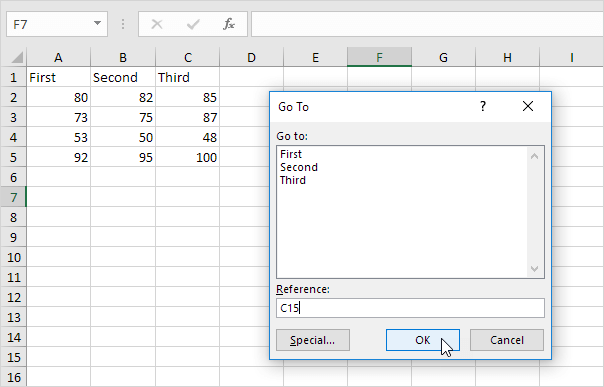 F7 fx
A B C D E F G H I
1 First Second Third
2 80 82 85
3 73 75 87
4 53 50 48
5 92 95 100
6
7
8
9
10
11
12
13
14
15
16
Go To ?
Go to:
First
Second
Third
Reference:
C15
Special... OK Cancel